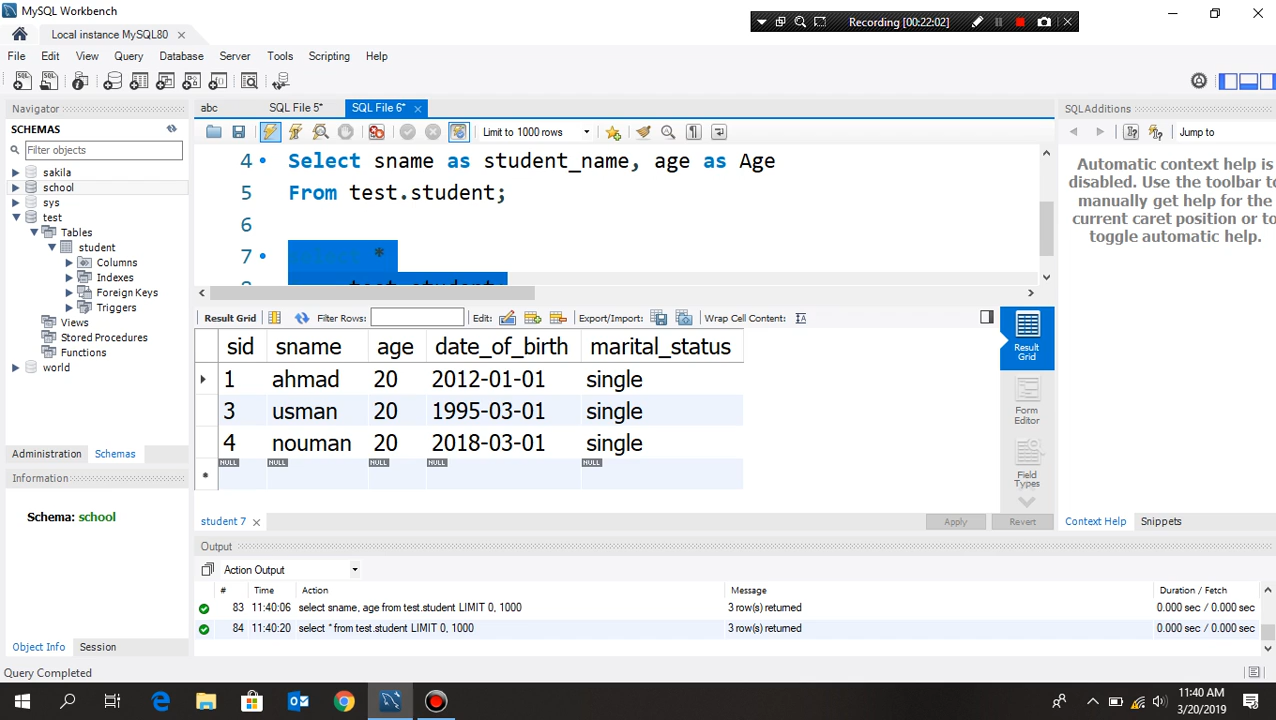 MySQL Workbench
Recording [00:22:02]
Local instance MySQL80
File Edit View Query Database Server Tools Scripting Help
Navigator
SCHEMAS
Filter objects
sakila
school
sys
test
Tables
student
Columns
Indexes
Foreign Keys
Triggers
Views
Stored Procedures
Functions
world
Administration Schemas
Information
Schema: school
Object Info Session
Query Completed
abc SQL File 5* SQL File 6*
Limit to 1000 rows
4 Select sname as student_name, age as Age
5 From test.student;
6
7 *
test.student;
Result Grid Filter Rows: Edit: Export/Import: Wrap Cell Content:
sid sname age date_of_birth marital_status
1 ahmad 20 2012-01-01 single
3 usman 20 1995-03-01 single
4 nouman 20 2018-03-01 single
NULL NULL NULL NULL NULL
*
Result Grid
Form Editor
Field Types
student 7
Apply Revert
Output
Action Output
# Time Action Message Duration / Fetch
83 11:40:06 select sname, age from test.student LIMIT 0, 1000 3 row(s) returned 0.000 sec / 0.000 sec
84 11:40:20 select * from test.student LIMIT 0, 1000 3 row(s) returned 0.000 sec / 0.000 sec
SQLAdditions
Jump to
Automatic context help is
disabled. Use the toolbar to
manually get help for the
current caret position or to
toggle automatic help.
Context Help Snippets
11:40 AM
3/20/2019